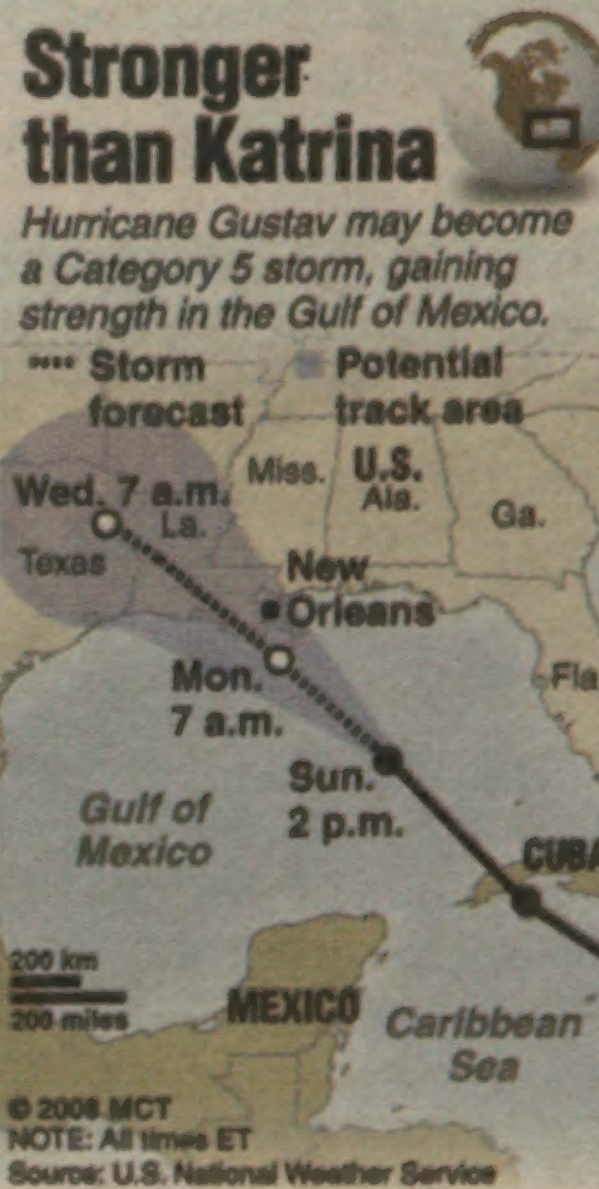 Stronger
than Katrina
Hurricane Gustav may become
a Category 5 storm, gaining
strength in the Gulf of Mexico.
Storm
forecast
Potential
track area
Miss.
U.S.
Ala.
Ga.
Wed. 7 a.m.
La.
Texas
New
Orleans
Mon.
7 a.m.
Fla
Sun.
2 p.m.
Gulf of
Mexico
CUBA
200 km
200 miles
MEXICO
Caribbean
Sea
© 2008 MCT
NOTE: All times ET
Source: U.S. National Weather Service